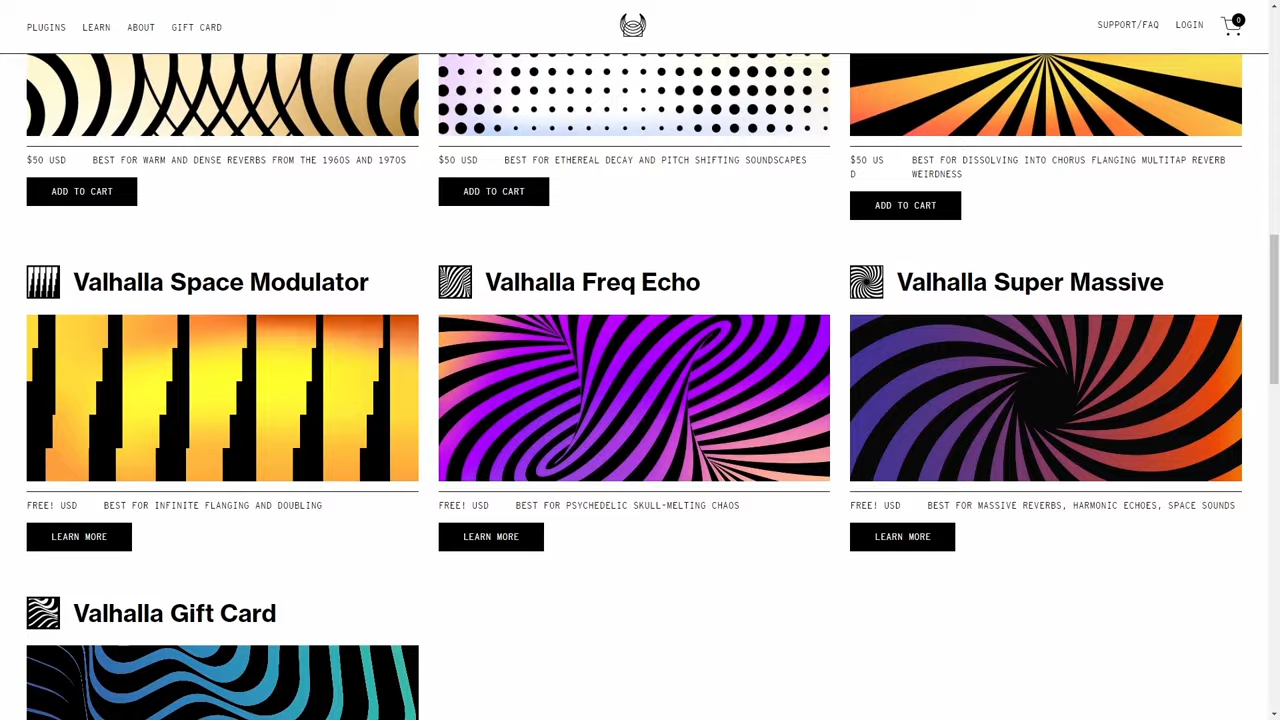 PLUGINS LEARN ABOUT GIFT CARD SUPPORT/FAQ LOGIN 0
$50 USD BEST FOR WARM AND DENSE REVERBS FROM THE 1960S AND 1970S
ADD TO CART
$50 USD BEST FOR ETHEREAL DECAY AND PITCH SHIFTING SOUNDSCAPES
ADD TO CART
$50 US BEST FOR DISSOLVING INTO CHORUS FLANGING MULTITAP REVERB
D WEIRDNESS
ADD TO CART
Valhalla Space Modulator
FREE! USD BEST FOR INFINITE FLANGING AND DOUBLING
LEARN MORE
Valhalla Freq Echo
FREE! USD BEST FOR PSYCHEDELIC SKULL-MELTING CHAOS
LEARN MORE
Valhalla Super Massive
FREE! USD BEST FOR MASSIVE REVERBS, HARMONIC ECHOES, SPACE SOUNDS
LEARN MORE
Valhalla Gift Card